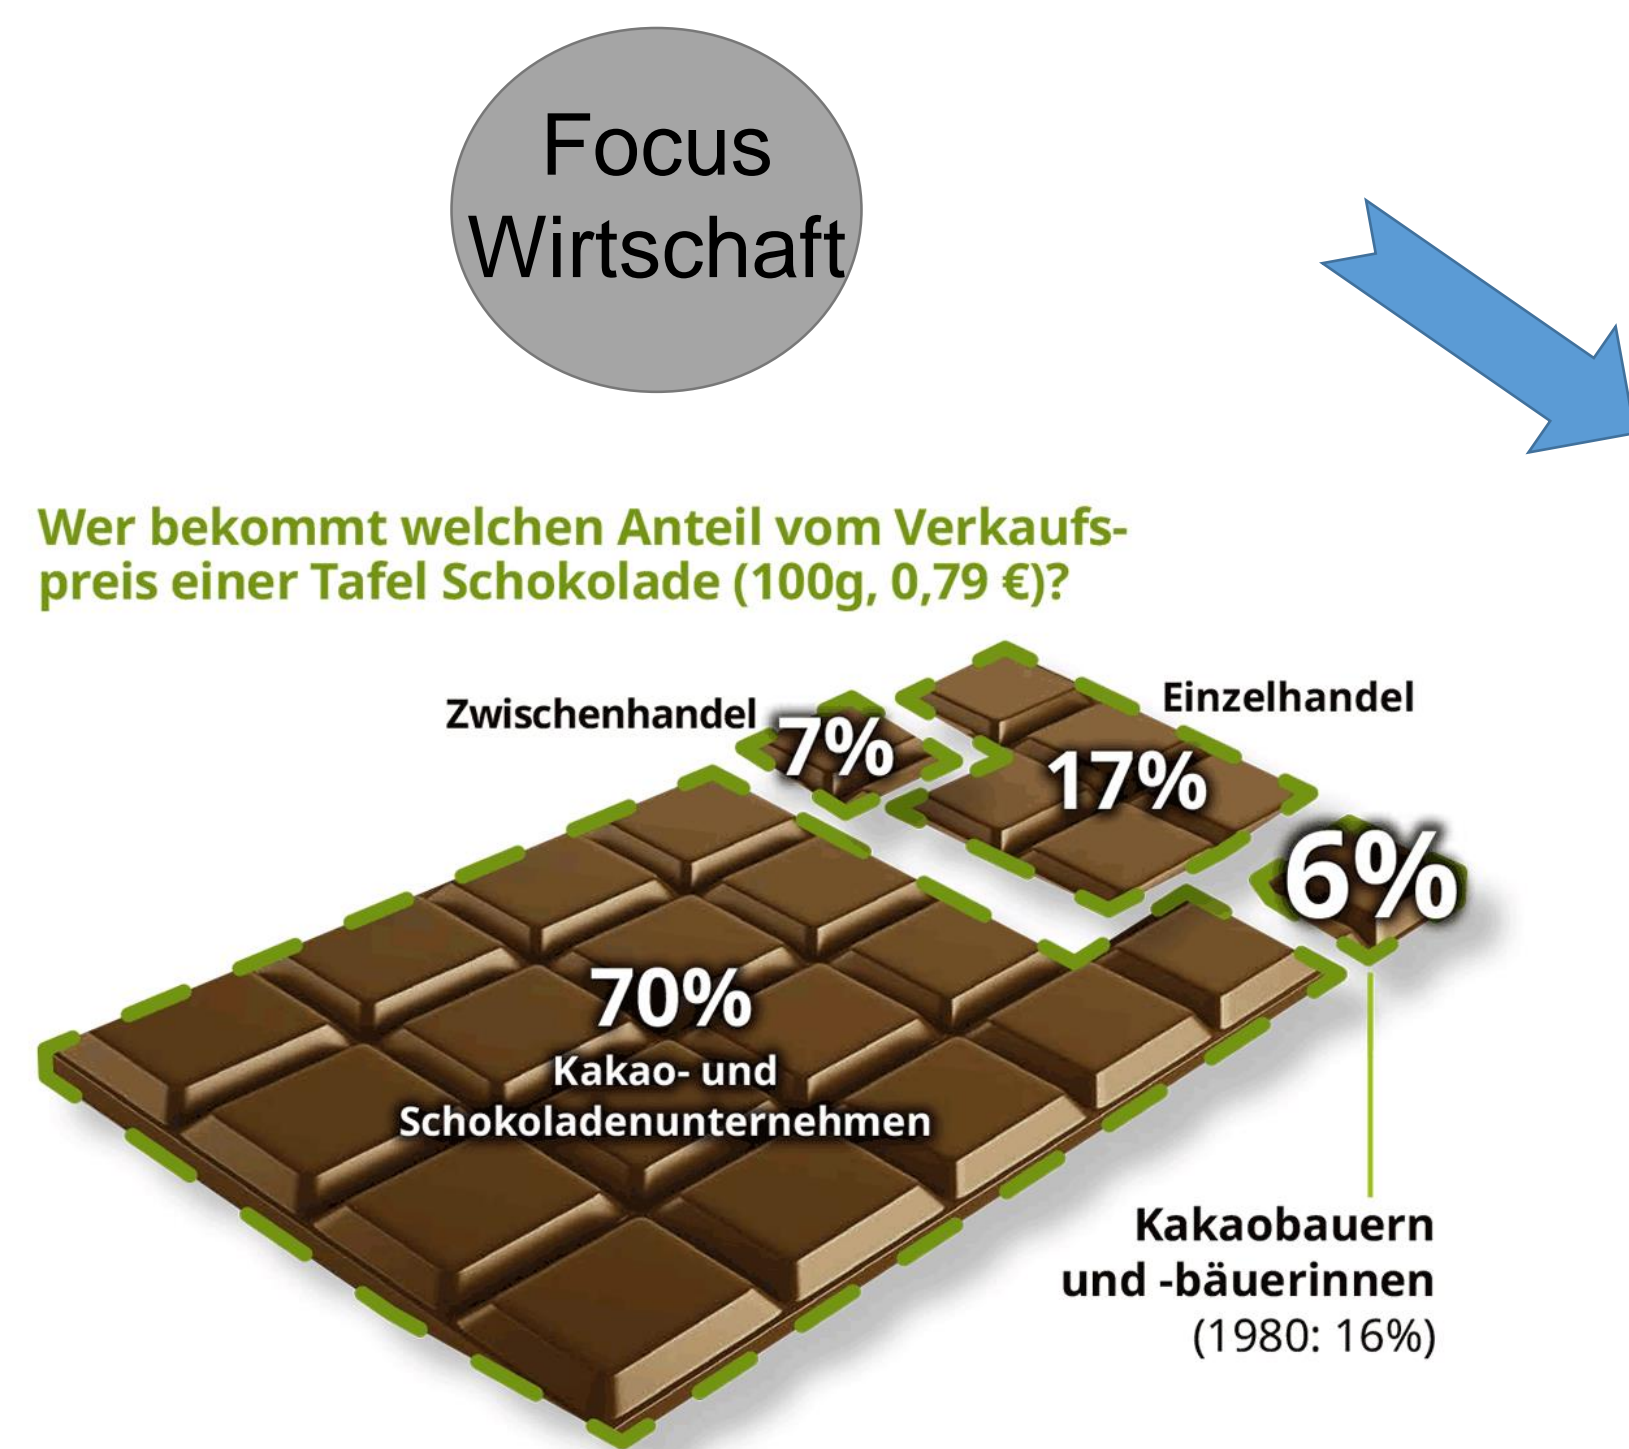 Focus
Wirtschaft
Wer bekommt welchen Anteil vom Verkaufs-
preis einer Tafel Schokolade (100g, 0,79 €)?
Zwischenhandel
7%
Einzelhandel
17%
6%
70%
Kakao- und
Schokoladenunternehmen
Kakaobauern
und -bäuerinnen
(1980: 16%)